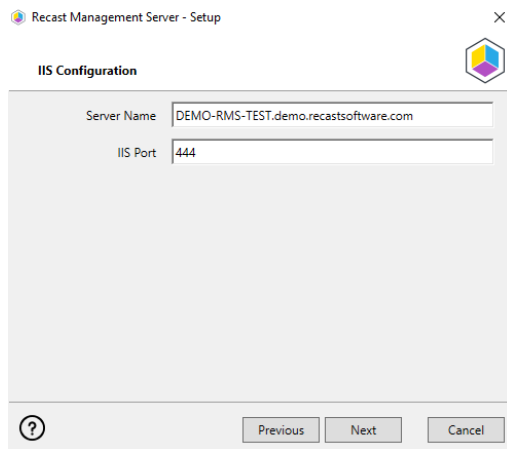 Recast Management Server - Setup
IIS Configuration
Server Name DEMO-RMS-TEST.demo.recastsoftware.com
IIS Port 444
? Previous Next Cancel